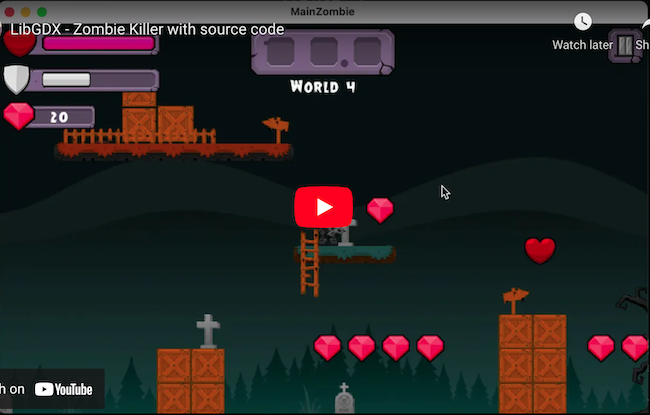 MainZombie
LibGDX - Zombie Killer with source code
Watch later
Sh
WORLD 4
20
h on YouTube